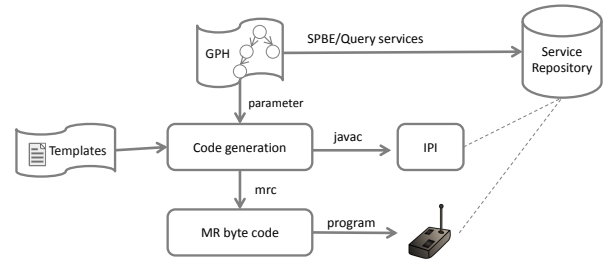 SPBE/Query services
GPH
Service
Repository
parameter
Templates
Code generation
javac
IPI
mrc
MR byte code
program